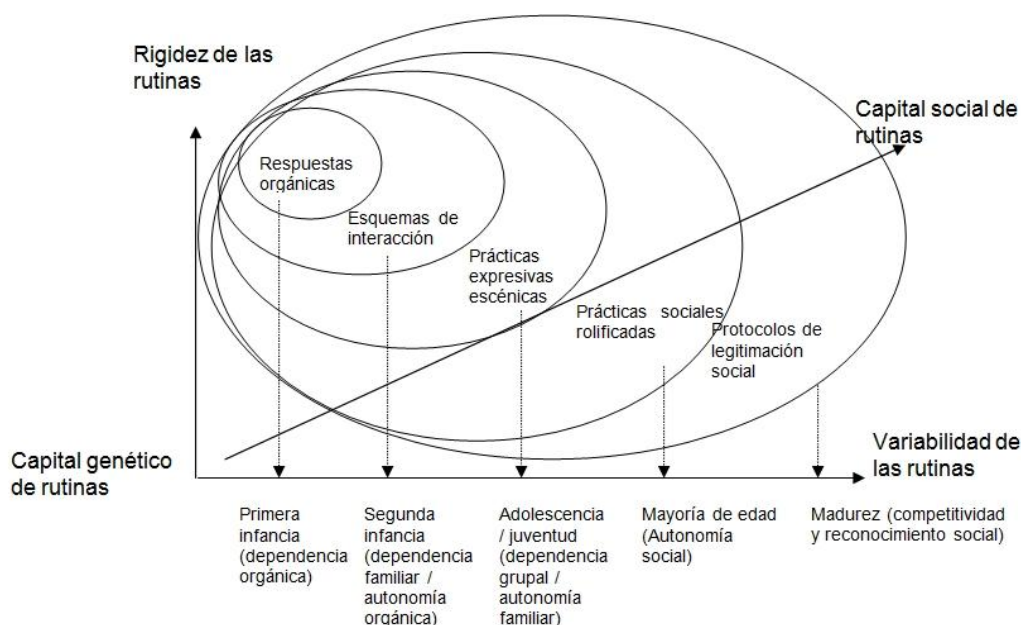 Rigidez de las
rutinas
Capital social de
rutinas
Respuestas
orgánicas
Esquemas de
interacción
Prácticas
expresivas
escénicas
Prácticas sociales
rolificadas
Protocolos de
legitimación
social
Capital genético
de rutinas
Variabilidad de
las rutinas
Primera
infancia
(dependencia
orgánica)
Segunda
infancia
(dependencia
familiar /
autonomía
orgánica)
Adolescencia
/ juventud
(dependencia
grupal /
autonomía
familiar)
Mayoría de edad
(Autonomía
social)
Madurez (competitividad
y reconocimiento social)